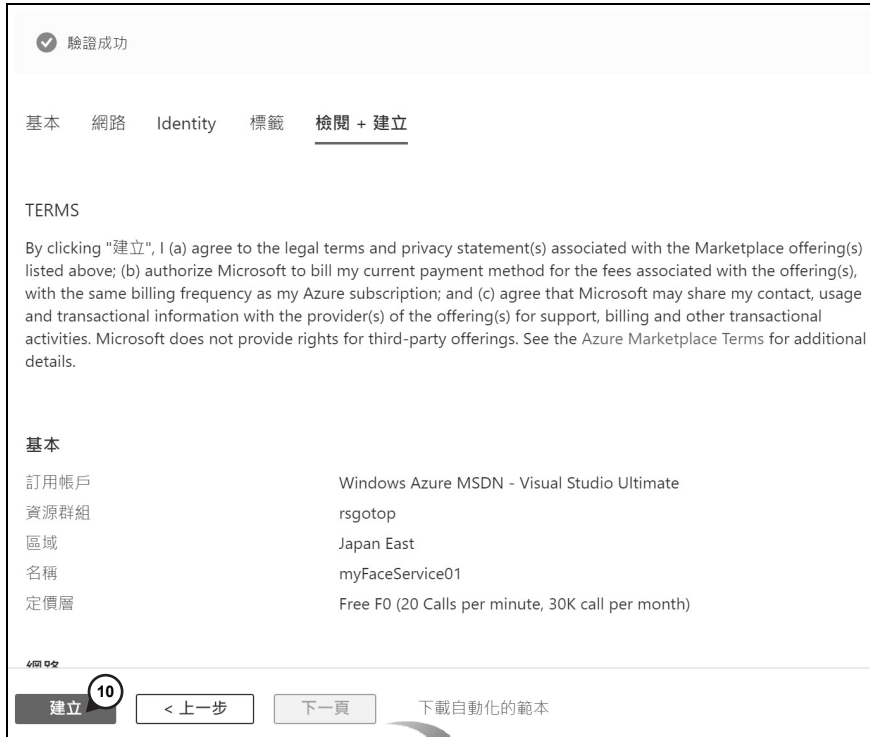 驗證成功
基本 網路 Identity 標籤 檢閱 + 建立
TERMS
By clicking "建立", I (a) agree to the legal terms and privacy statement(s) associated with the Marketplace offering(s)
listed above; (b) authorize Microsoft to bill my current payment method for the fees associated with the offering(s),
with the same billing frequency as my Azure subscription; and (c) agree that Microsoft may share my contact, usage
and transactional information with the provider(s) of the offering(s) for support, billing and other transactional
activities. Microsoft does not provide rights for third-party offerings. See the Azure Marketplace Terms for additional
details.
基本
訂用帳戶 Windows Azure MSDN - Visual Studio Ultimate
資源群組 rsgotop
區域 Japan East
名稱 myFaceService01
定價層 Free F0 (20 Calls per minute, 30K call per month)
網路
建立 10 < 上一步 下一頁 下載自動化的範本